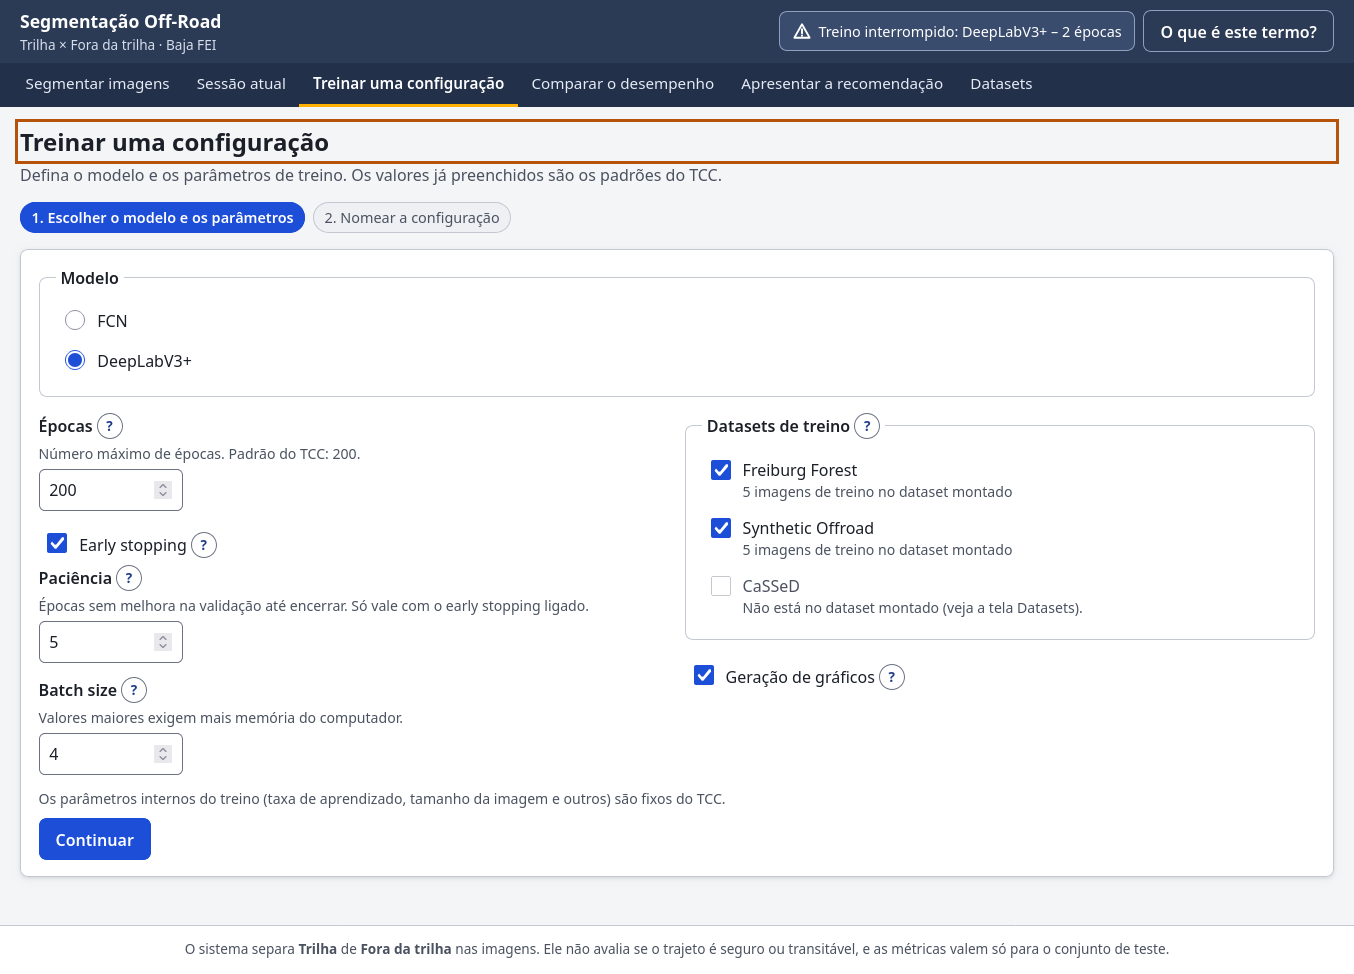 Segmentação Off-Road
Trilha × Fora da trilha · Baja FEI
Treino interrompido: DeepLabV3+ – 2 épocas
O que é este termo?
Segmentar imagens
Sessão atual
Treinar uma configuração
Comparar o desempenho
Apresentar a recomendação
Datasets
Treinar uma configuração
Defina o modelo e os parâmetros de treino. Os valores já preenchidos são os padrões do TCC.
1. Escolher o modelo e os parâmetros
2. Nomear a configuração
Modelo
FCN
DeepLabV3+
Épocas ?
Número máximo de épocas. Padrão do TCC: 200.
200
Early stopping ?
Paciência ?
Épocas sem melhora na validação até encerrar. Só vale com o early stopping ligado.
5
Batch size ?
Valores maiores exigem mais memória do computador.
4
Datasets de treino ?
Freiburg Forest
5 imagens de treino no dataset montado
Synthetic Offroad
5 imagens de treino no dataset montado
CaSSeD
Não está no dataset montado (veja a tela Datasets).
Geração de gráficos ?
Os parâmetros internos do treino (taxa de aprendizado, tamanho da imagem e outros) são fixos do TCC.
Continuar
O sistema separa Trilha de Fora da trilha nas imagens. Ele não avalia se o trajeto é seguro ou transitável, e as métricas valem só para o conjunto de teste.